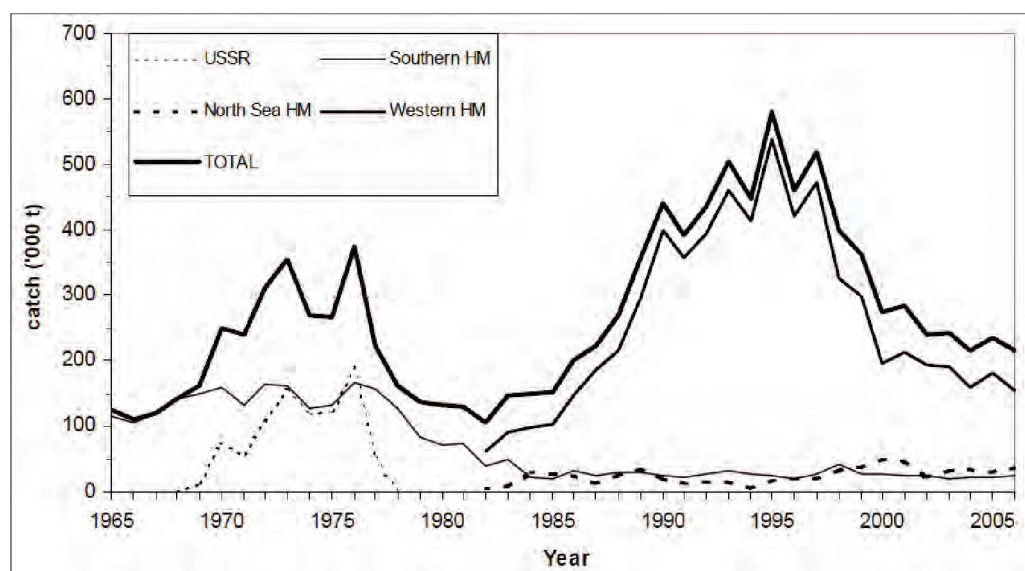 700
600
500
400
300
200
100
0
catch ('000 t)
USSR
Southern HM
North Sea HM
Western HM
TOTAL
1965 1970 1975 1980 1985 1990 1995 2000 2005
Year